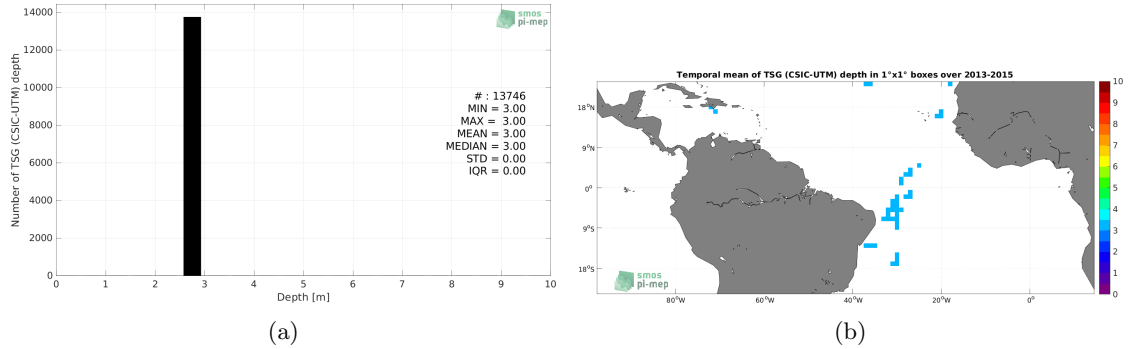 14000
12000
10000
8000
6000
4000
2000
0
Number of TSG (CSIC-UTM) depth
smos
pi-mep
# : 13746
MIN = 3.00
MAX = 3.00
MEAN = 3.00
MEDIAN = 3.00
STD = 0.00
IQR = 0.00
0 1 2 3 4 5 6 7 8 9 10
Depth [m]
(a)
Temporal mean of TSG (CSIC-UTM) depth in 1°x1° boxes over 2013-2015
18°N
9°N
0°
9°S
18°S
80°W 60°W 40°W 20°W 0°
smos
pi-mep
10
9
8
7
6
5
4
3
2
1
0
(b)